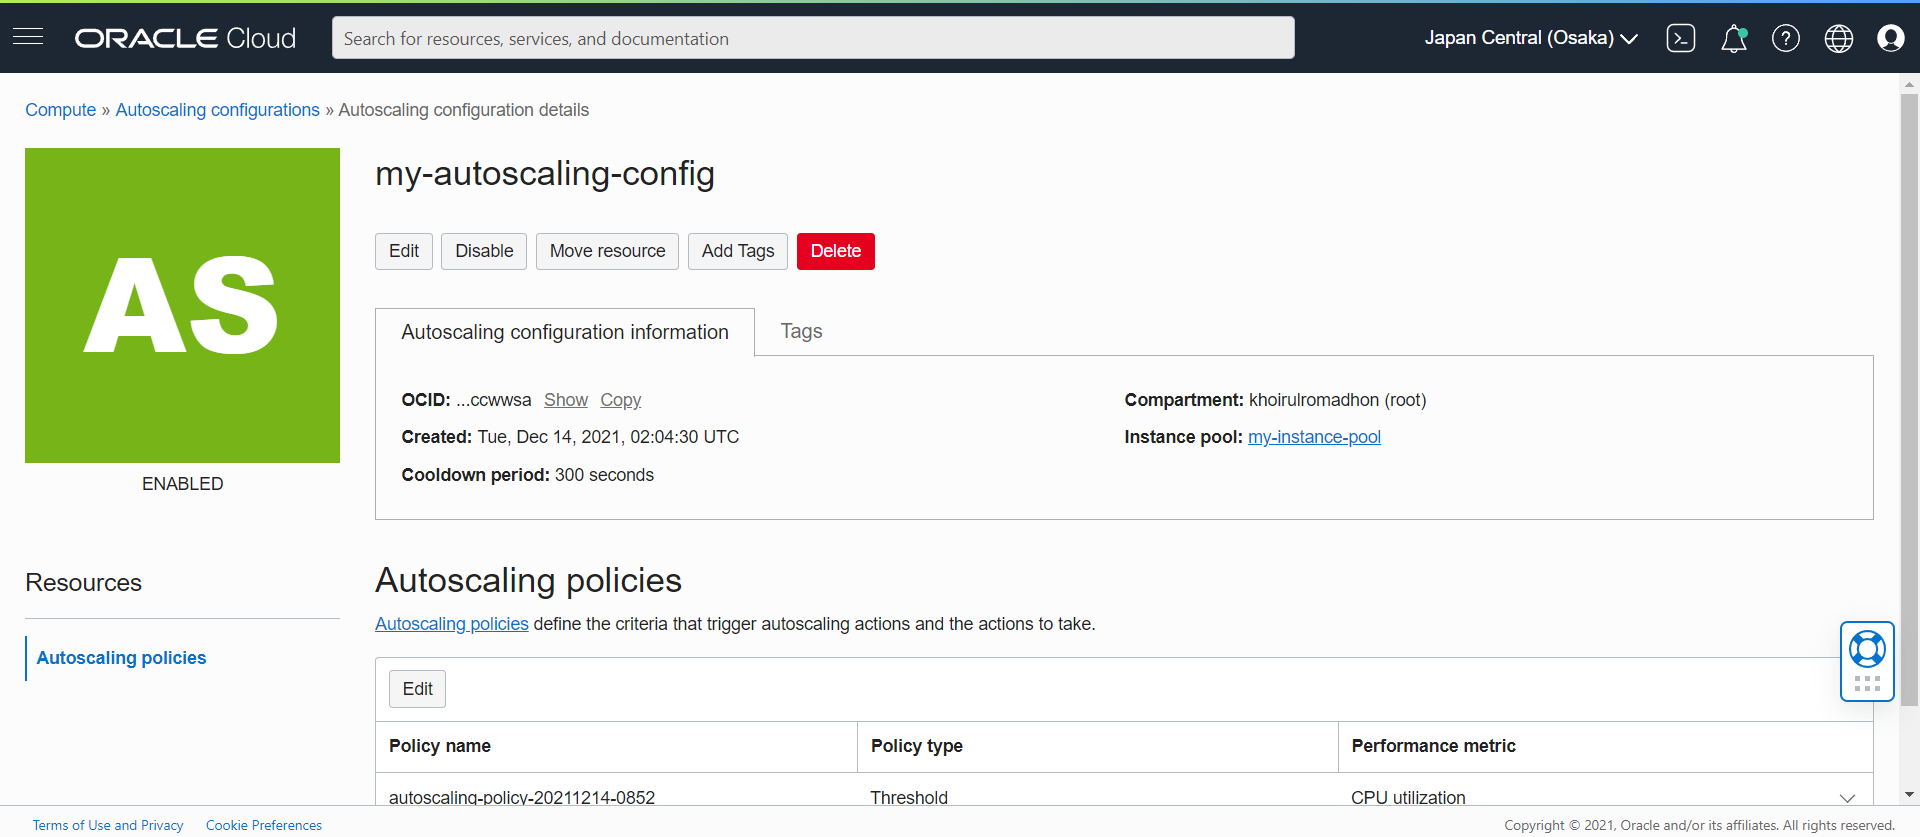 ORACLE Cloud
Search for resources, services, and documentation
Japan Central (Osaka)
Compute » Autoscaling configurations » Autoscaling configuration details
AS
ENABLED
my-autoscaling-config
Edit Disable Move resource Add Tags Delete
Autoscaling configuration information Tags
OCID: ...ccwwsa Show Copy
Compartment: khoirulromadhon (root)
Created: Tue, Dec 14, 2021, 02:04:30 UTC
Instance pool: my-instance-pool
Cooldown period: 300 seconds
Resources
Autoscaling policies
Autoscaling policies
Autoscaling policies define the criteria that trigger autoscaling actions and the actions to take.
Edit
Policy name Policy type Performance metric
autoscaling-policy-20211214-0852 Threshold CPU utilization
Terms of Use and Privacy Cookie Preferences
Copyright © 2021, Oracle and/or its affiliates. All rights reserved.